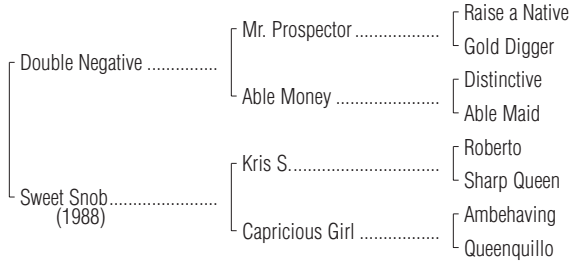 Raise a Native
Mr. Prospector ..................
Gold Digger
Double Negative ...............
Distinctive
Able Money ......................
Able Maid
Roberto
Kris S...............................
Sharp Queen
Sweet Snob.......................
(1988)
Ambehaving
Capricious Girl .................
Queenquillo